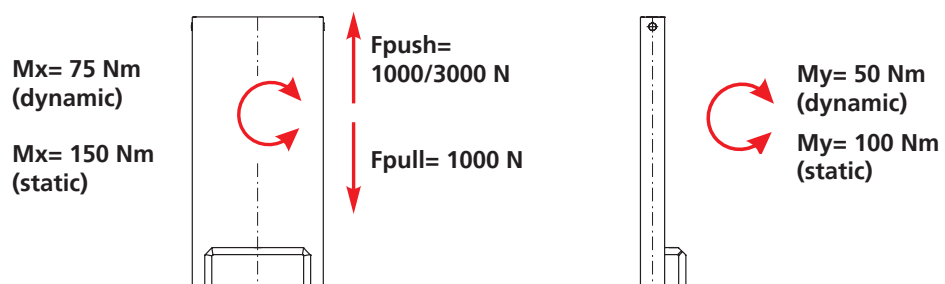 Mx= 75 Nm
(dynamic)
Mx= 150 Nm
(static)
Fpush=
1000/3000 N
Fpull= 1000 N
My= 50 Nm
(dynamic)
My= 100 Nm
(static)